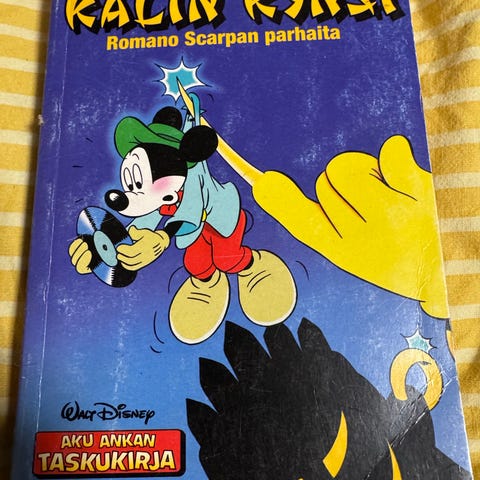 KALIN KYNSI
Romano Scarpan parhaita
WALT DISNEY
AKU ANKAN
TASKUKIRJA